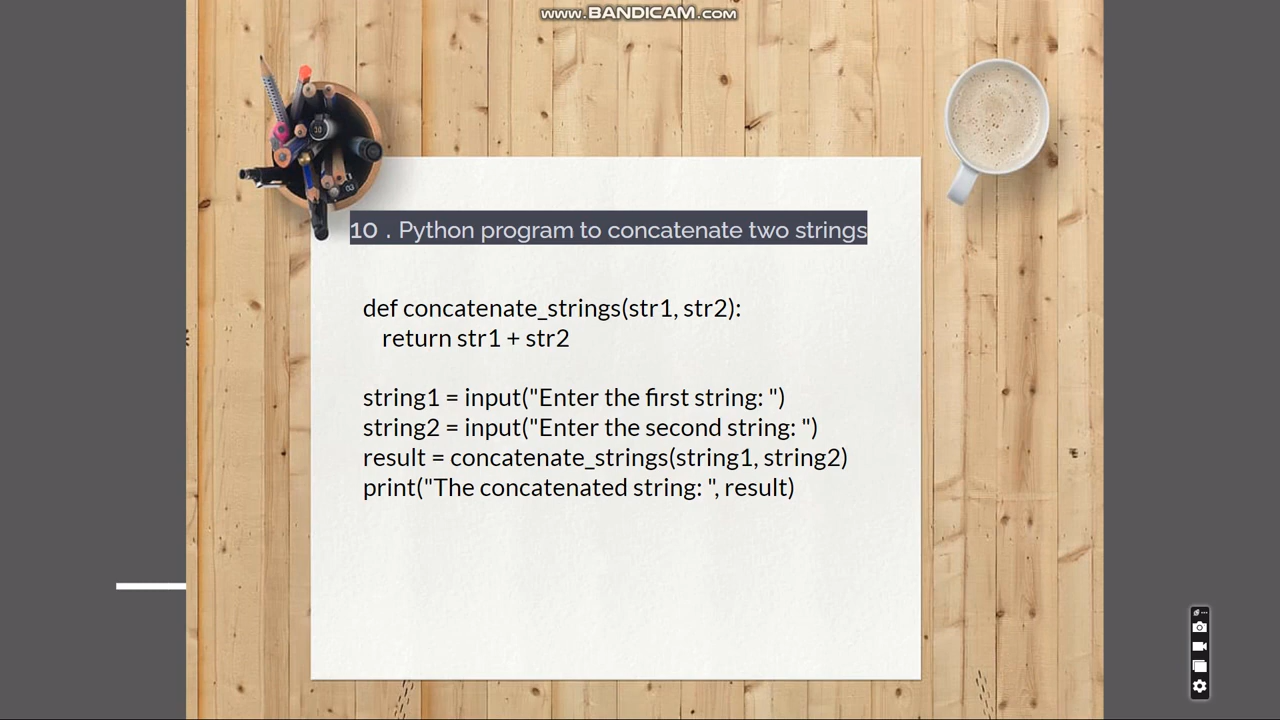 www.BANDICAM.com
10 . Python program to concatenate two strings
def concatenate_strings(str1, str2):
    return str1 + str2
string1 = input("Enter the first string: ")
string2 = input("Enter the second string: ")
result = concatenate_strings(string1, string2)
print("The concatenated string: ", result)
10